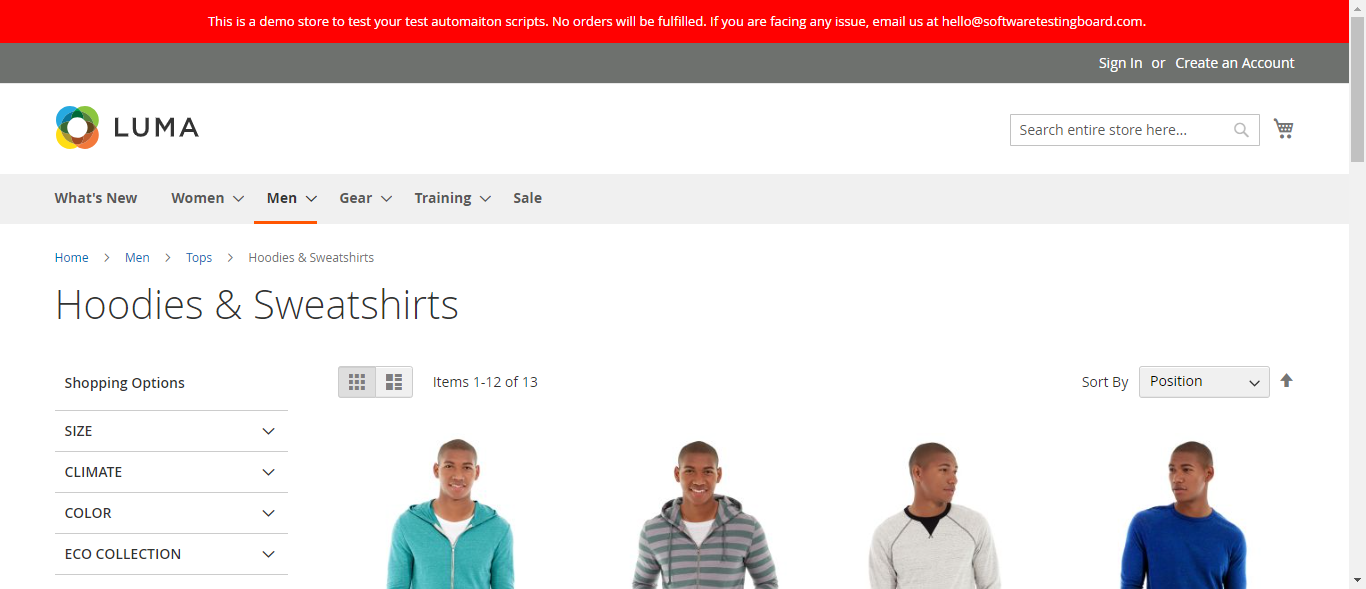 This is a demo store to test your test automaiton scripts. No orders will be fulfilled. If you are facing any issue, email us at hello@softwaretestingboard.com.
Sign In or Create an Account
LUMA
Search entire store here...
What's New Women Men Gear Training Sale
Home > Men > Tops > Hoodies & Sweatshirts
Hoodies & Sweatshirts
Shopping Options
Items 1-12 of 13
Sort By Position
SIZE
CLIMATE
COLOR
ECO COLLECTION